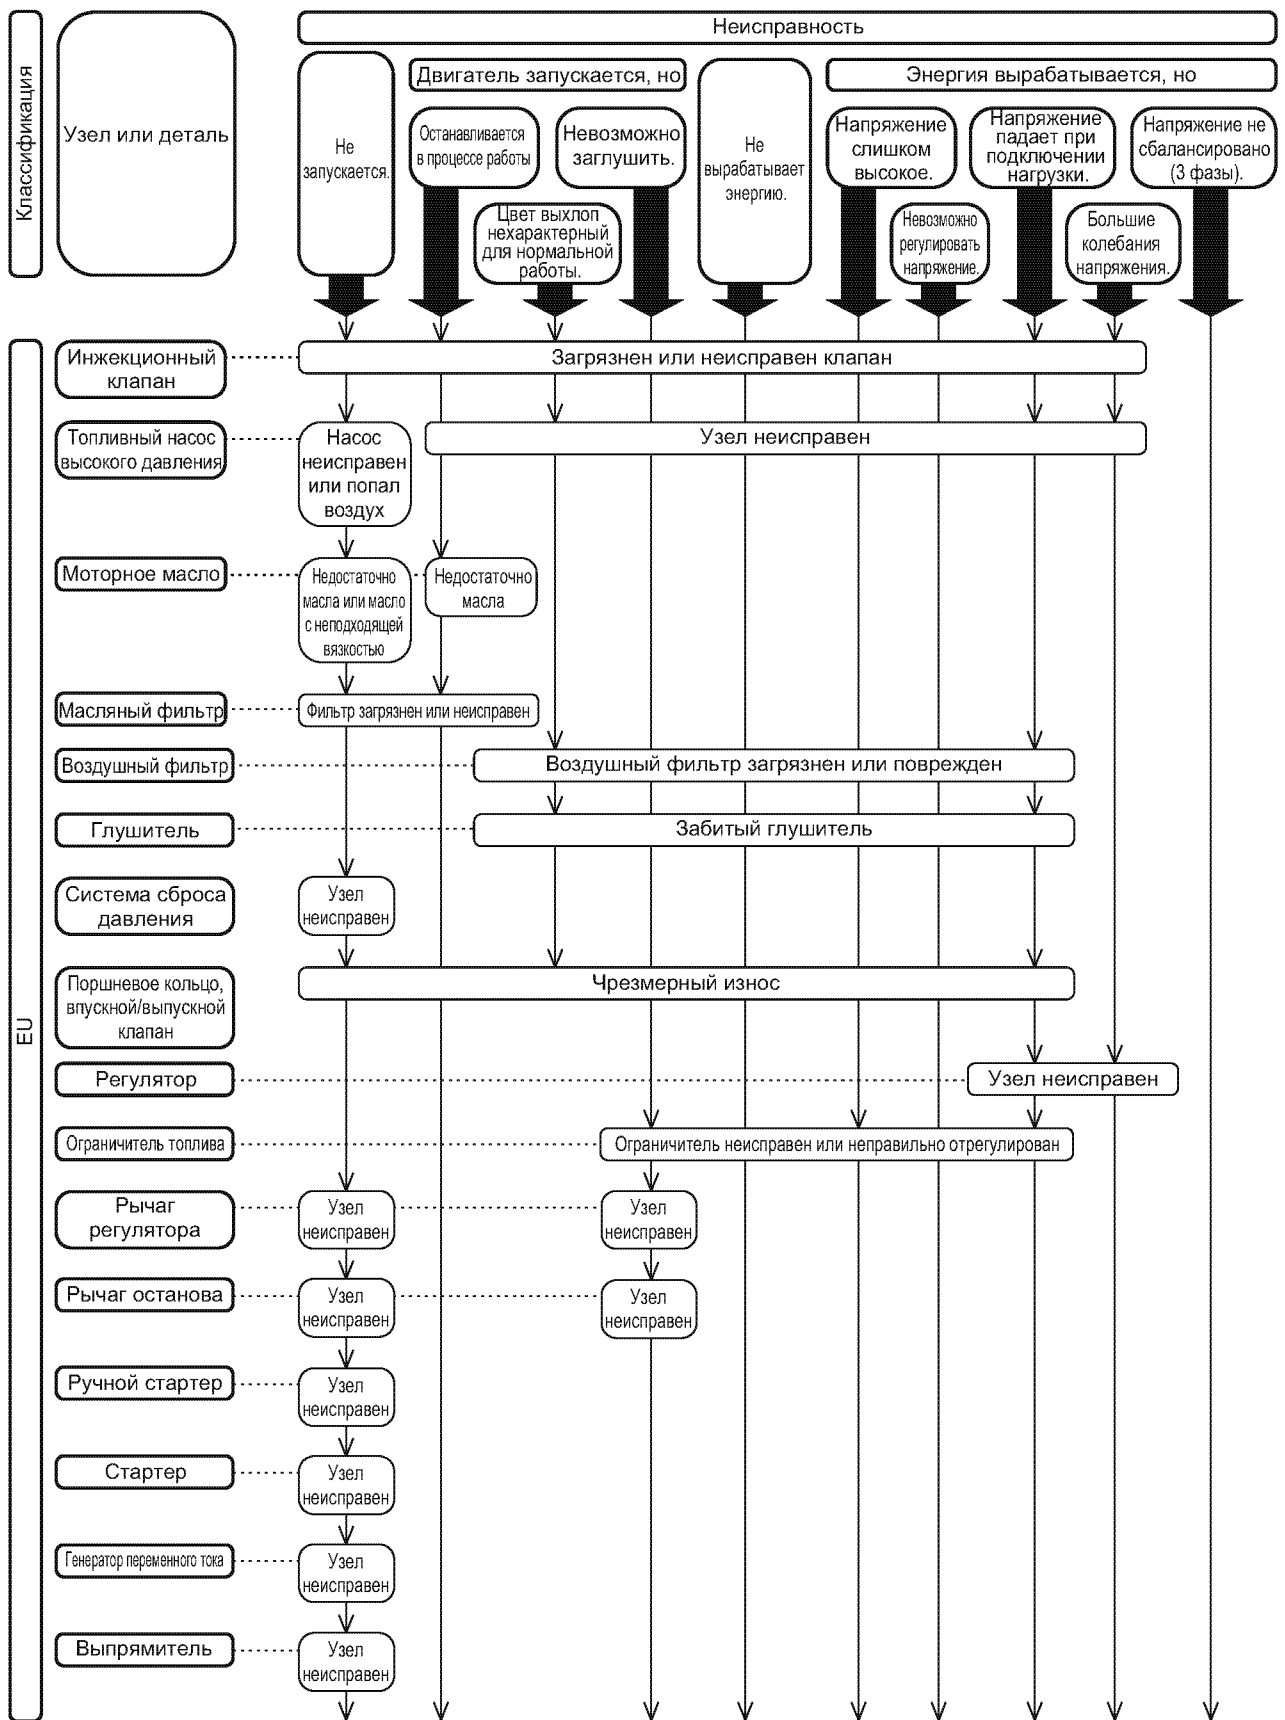 Неисправность
Классификация
Узел или деталь
Не
запускается.
Двигатель запускается, но
Останавливается
в процессе работы
Невозможно
заглушить.
Цвет выхлоп
нехарактерный
для нормальной
работы.
Не
вырабатывает
энергию.
Энергия вырабатывается, но
Напряжение
слишком
высокое.
Невозможно
регулировать
напряжение.
Напряжение
падает при
подключении
нагрузки.
Большие
колебания
напряжения.
Напряжение не
сбалансировано
(3 фазы).
EU
Инжекционный
клапан
Загрязнен или неисправен клапан
Топливный насос
высокого давления
Насос
неисправен
или попал
воздух
Узел неисправен
Моторное масло
Недостаточно
масла или масло
с неподходящей
вязкостью
Недостаточно
масла
Масляный фильтр
Фильтр загрязнен или неисправен
Воздушный фильтр
Воздушный фильтр загрязнен или поврежден
Глушитель
Забитый глушитель
Система сброса
давления
Узел
неисправен
Поршневое кольцо,
впускной/выпускной
клапан
Чрезмерный износ
Регулятор
Узел неисправен
Ограничитель топлива
Ограничитель неисправен или неправильно отрегулирован
Рычаг
регулятора
Узел
неисправен
Узел
неисправен
Рычаг останова
Узел
неисправен
Узел
неисправен
Ручной стартер
Узел
неисправен
Стартер
Узел
неисправен
Генератор переменного тока
Узел
неисправен
Выпрямитель
Узел
неисправен